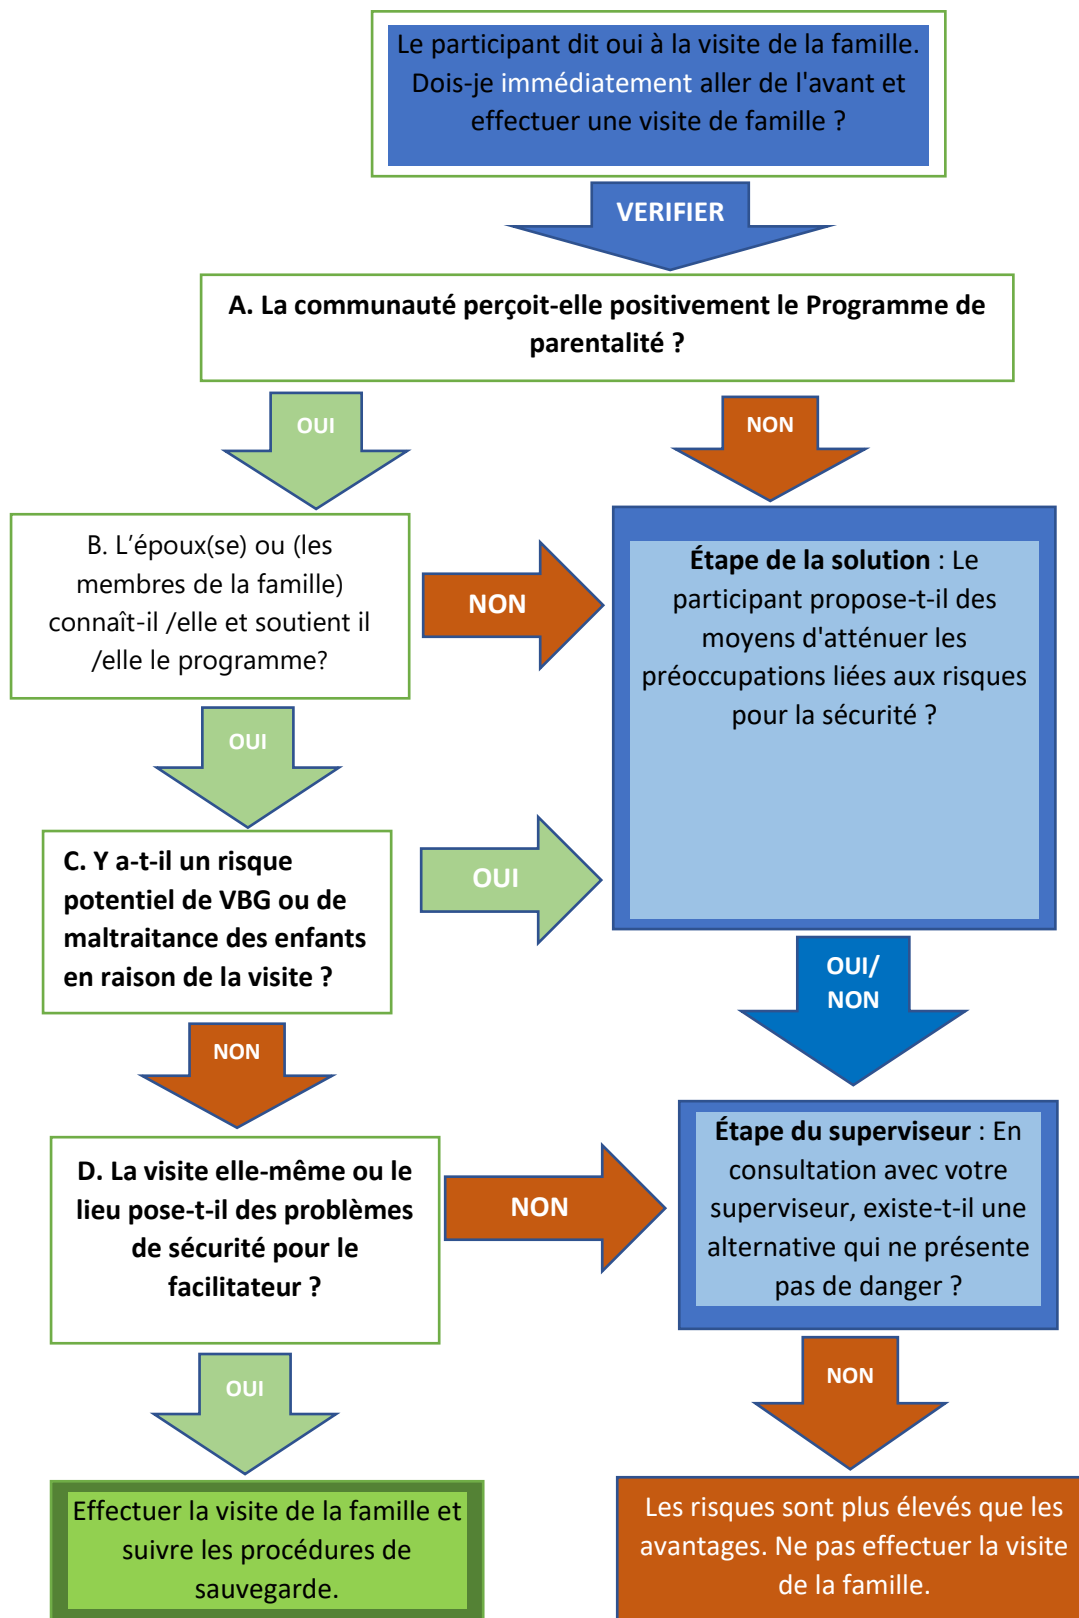 Le participant dit oui à la visite de la famille.
Dois-je immédiatement aller de l'avant et
effectuer une visite de famille ?
VERIFIER
A. La communauté perçoit-elle positivement le Programme de
parentalité ?
OUI
NON
B. L'époux(se) ou (les
membres de la famille)
connaît-il /elle et soutient il
/elle le programme?
NON
Étape de la solution : Le
participant propose-t-il des
moyens d'atténuer les
préoccupations liées aux risques
pour la sécurité ?
OUI
C. Y a-t-il un risque
potentiel de VBG ou de
maltraitance des enfants
en raison de la visite ?
OUI
OUI/
NON
NON
D. La visite elle-même ou le
lieu pose-t-il des problèmes
de sécurité pour le
facilitateur ?
NON
Étape du superviseur : En
consultation avec votre
superviseur, existe-t-il une
alternative qui ne présente
pas de danger ?
OUI
NON
Effectuer la visite de la famille et
suivre les procédures de
sauvegarde.
Les risques sont plus élevés que les
avantages. Ne pas effectuer la visite
de la famille.